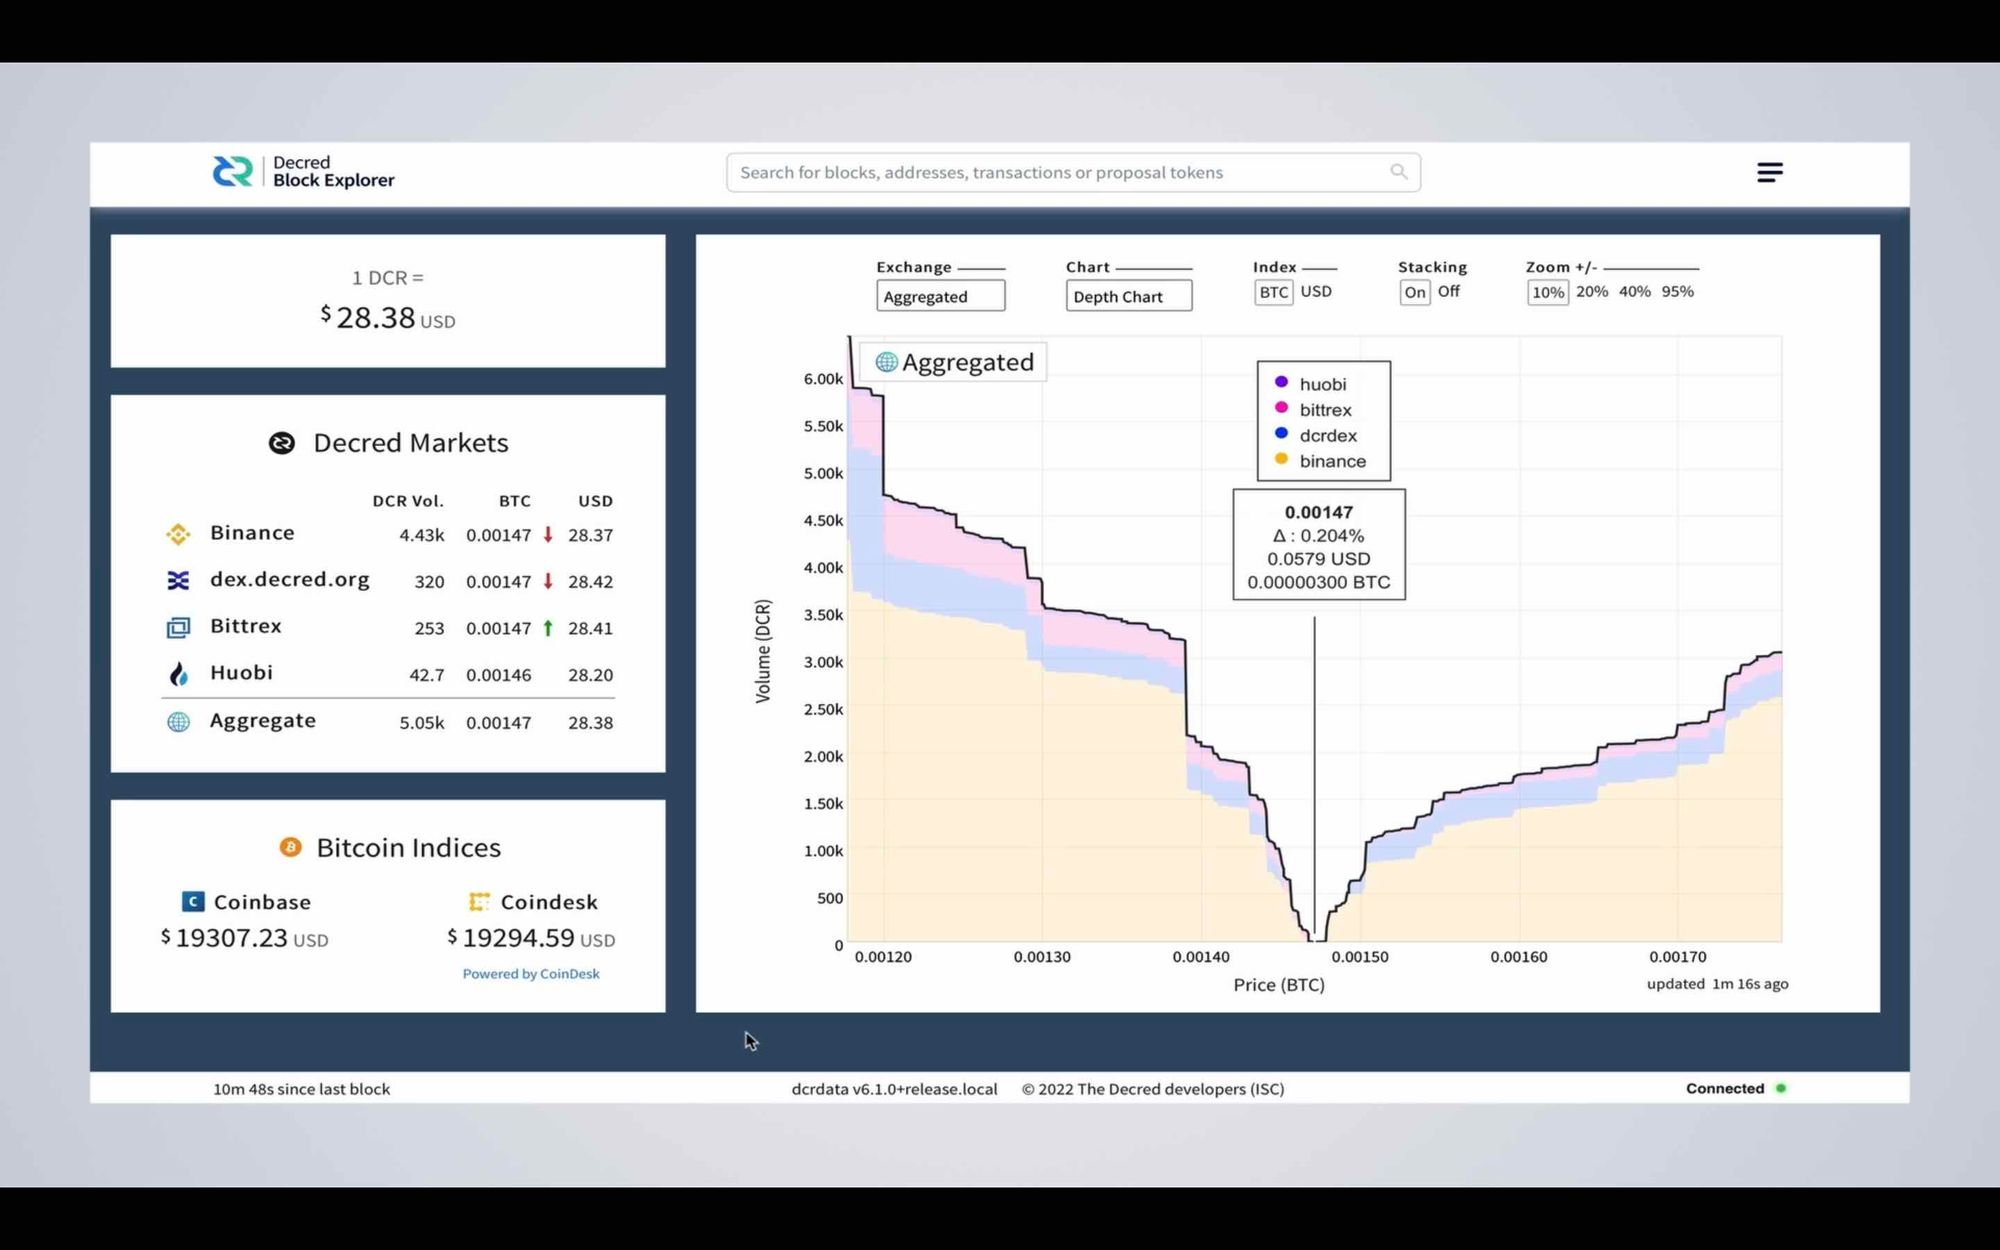 Decred
Block Explorer
Search for blocks, addresses, transactions or proposal tokens
1 DCR =
$28.38 USD
Decred Markets
DCR Vol. BTC USD
Binance 4.43k 0.00147 ↓ 28.37
dex.decred.org 320 0.00147 ↓ 28.42
Bittrex 253 0.00147 ↑ 28.41
Huobi 42.7 0.00146 28.20
Aggregate 5.05k 0.00147 28.38
Bitcoin Indices
Coinbase Coindesk
$19307.23 USD $19294.59 USD
Powered by CoinDesk
Exchange Chart Index Stacking Zoom +/-
Aggregated Depth Chart BTC USD On Off 10% 20% 40% 95%
Aggregated
huobi
bittrex
dcrdex
binance
0.00147
Δ : 0.204%
0.0579 USD
0.00000300 BTC
Volume (DCR)
6.00k
5.50k
5.00k
4.50k
4.00k
3.50k
3.00k
2.50k
2.00k
1.50k
1.00k
500
0
0.00120 0.00130 0.00140 0.00150 0.00160 0.00170
Price (BTC)
updated 1m 16s ago
10m 48s since last block
dcrdata v6.1.0+release.local © 2022 The Decred developers (ISC)
Connected